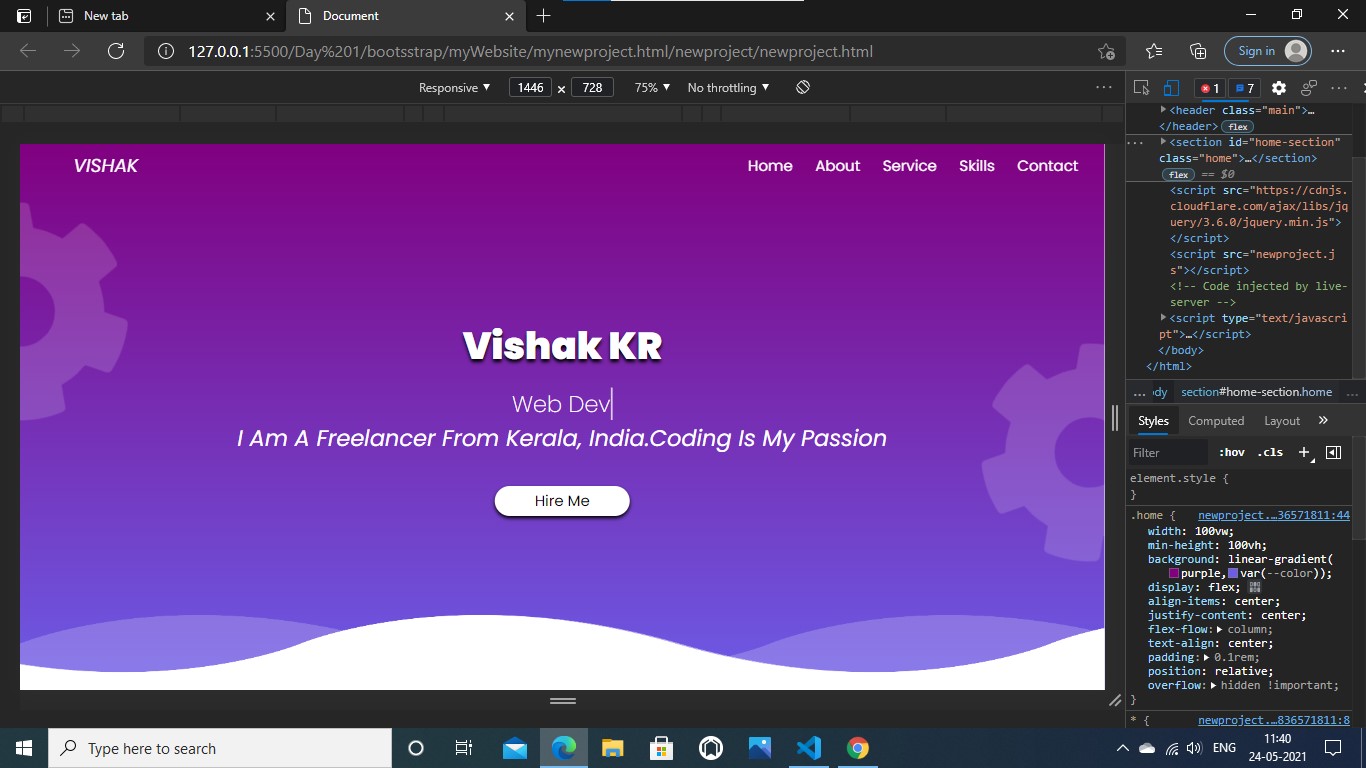 New tab
Document
127.0.0.1:5500/Day%201/bootsstrap/myWebsite/mynewproject.html/newproject/newproject.html
Sign in
Responsive 1446 x 728 75% No throttling
1 7
VISHAK
Home About Service Skills Contact
Vishak KR
Web Dev
I Am A Freelancer From Kerala, India.Coding Is My Passion
Hire Me
<header class="main">…
</header> flex
<section id="home-section"
class="home">…</section>
flex == $0
<script src="https://cdnjs.
cloudflare.com/ajax/libs/jq
uery/3.6.0/jquery.min.js">
</script>
<script src="newproject.j
s"></script>
<!-- Code injected by live-
server -->
<script type="text/javascri
pt">…</script>
</body>
</html>
… dy section#home-section.home …
Styles Computed Layout »
Filter :hov .cls +
element.style {
}
.home { newproject.…36571811:44
width: 100vw;
min-height: 100vh;
background: linear-gradient(
purple, var(--color));
display: flex;
align-items: center;
justify-content: center;
flex-flow: column;
text-align: center;
padding: 0.1rem;
position: relative;
overflow: hidden !important;
}
* { newproject.…836571811:8
Type here to search
ENG
11:40
24-05-2021